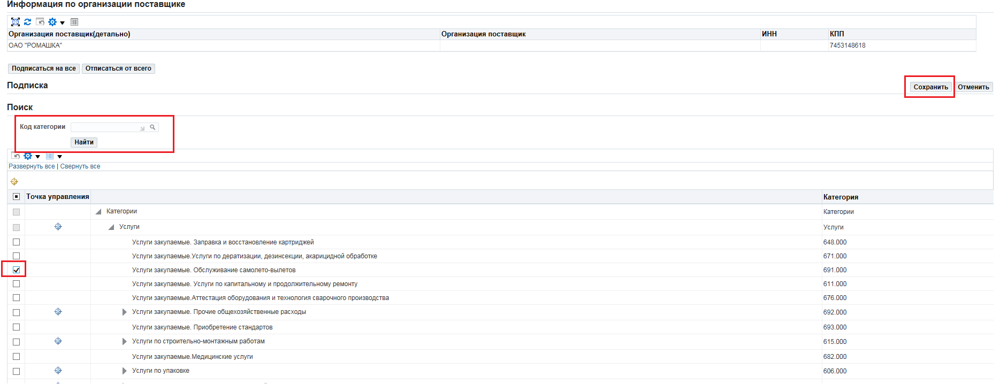 Информация по организации поставщике
Организация поставщик(детально) Организация поставщик ИНН КПП
ОАО "РОМАШКА" 7453148618
Подписаться на все Отписаться от всего
Подписка Сохранить Отменить
Поиск
Код категории
Найти
Развернуть все | Свернуть все
Точка управления Категория
Категории Категории
Услуги Услуги
Услуги закупаемые. Заправка и восстановление картриджей 648.000
Услуги закупаемые.Услуги по дератизации, дезинсекции, акарицидной обработке 671.000
Услуги закупаемые. Обслуживание самолето-вылетов 691.000
Услуги закупаемые. Услуги по капитальному и продолжительному ремонту 611.000
Услуги закупаемые.Аттестация оборудования и технология сварочного производства 676.000
Услуги закупаемые. Прочие общехозяйственные расходы 692.000
Услуги закупаемые. Приобретение стандартов 693.000
Услуги по строительно-монтажным работам 615.000
Услуги закупаемые.Медицинские услуги 682.000
Услуги по упаковке 606.000